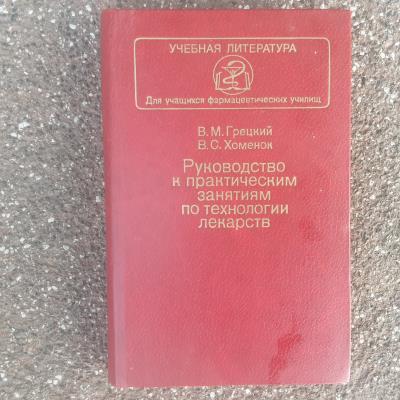 УЧЕБНАЯ ЛИТЕРАТУРА
Для учащихся фармацевтических училищ
В.М.Грецкий
В.С.Хоменок
Руководство
к практическим
занятиям
по технологии
лекарств